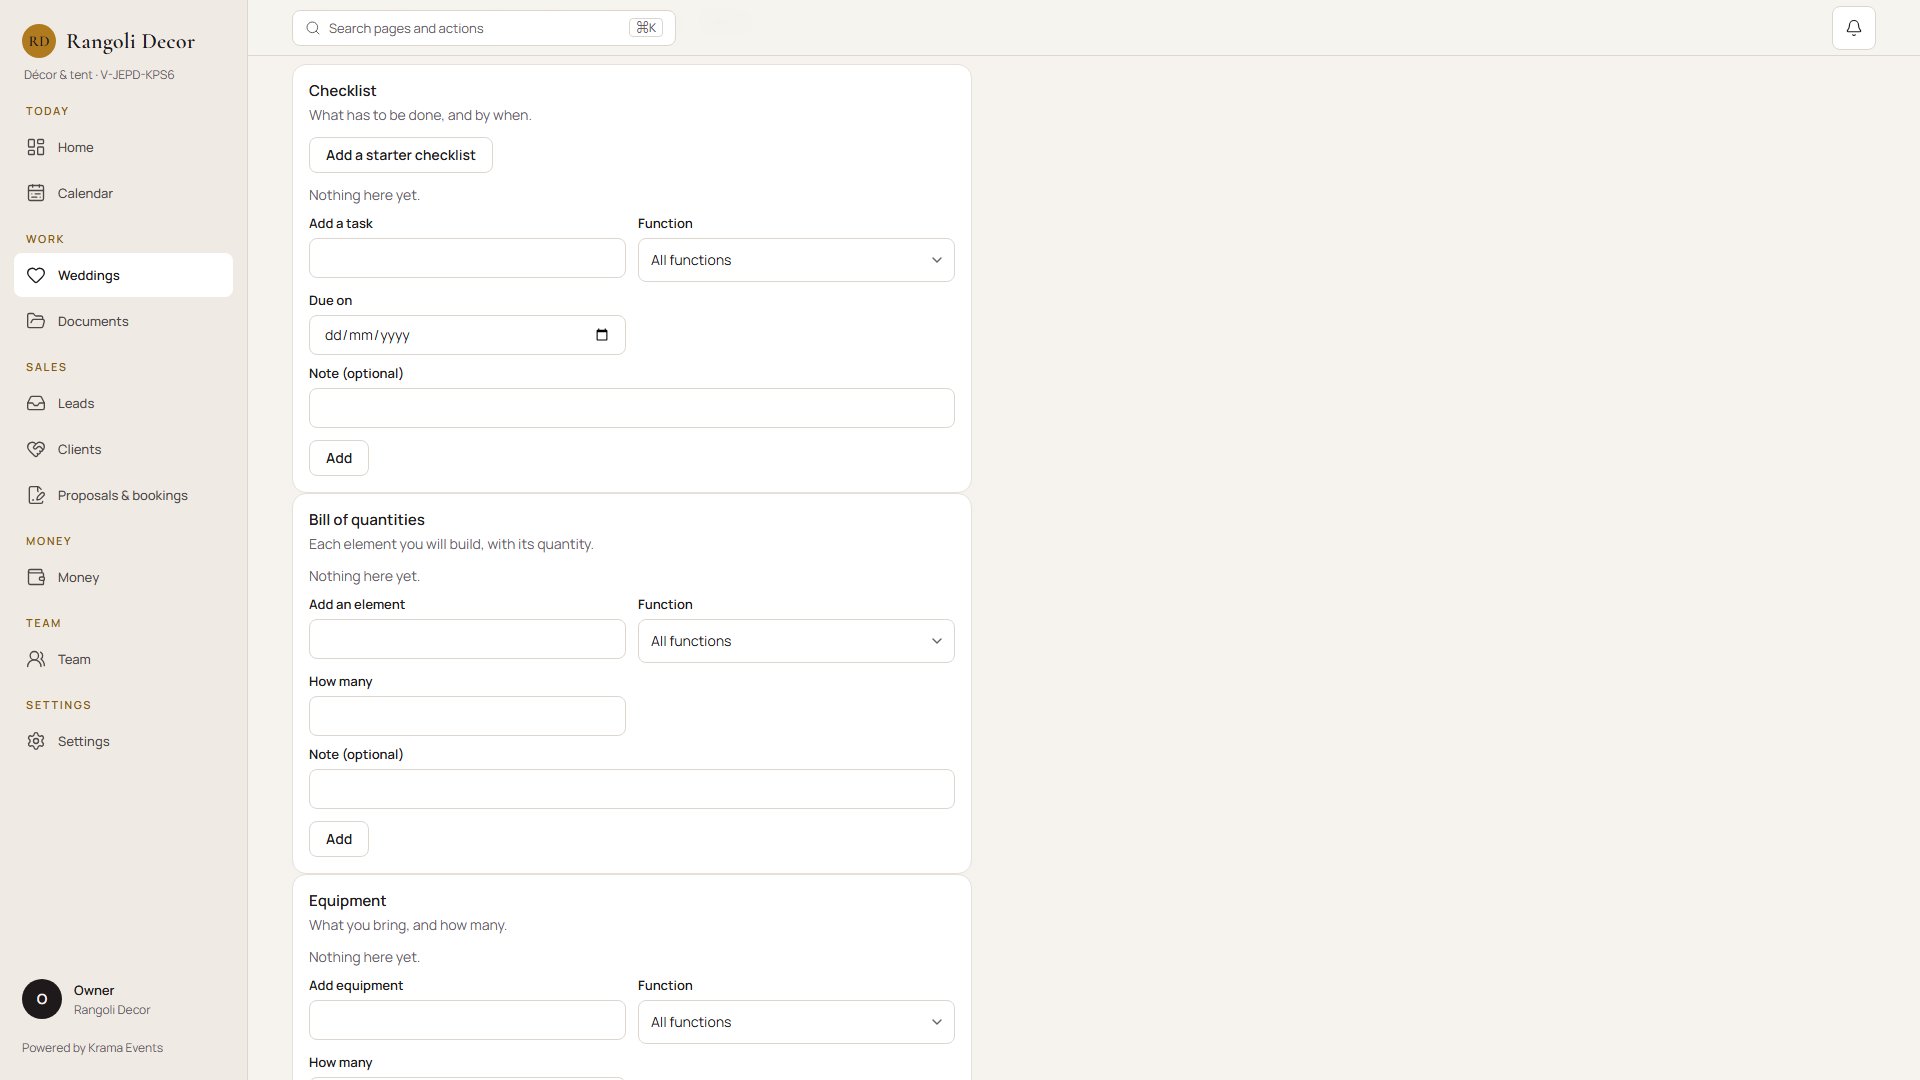 RD Rangoli Decor
Décor & tent · V-JEPD-KPS6
TODAY
Home
Calendar
WORK
Weddings
Documents
SALES
Leads
Clients
Proposals & bookings
MONEY
Money
TEAM
Team
SETTINGS
Settings
O Owner
Rangoli Decor
Powered by Krama Events
Search pages and actions ⌘K
Checklist
What has to be done, and by when.
Add a starter checklist
Nothing here yet.
Add a task Function
All functions
Due on
dd/mm/yyyy
Note (optional)
Add
Bill of quantities
Each element you will build, with its quantity.
Nothing here yet.
Add an element Function
All functions
How many
Note (optional)
Add
Equipment
What you bring, and how many.
Nothing here yet.
Add equipment Function
All functions
How many